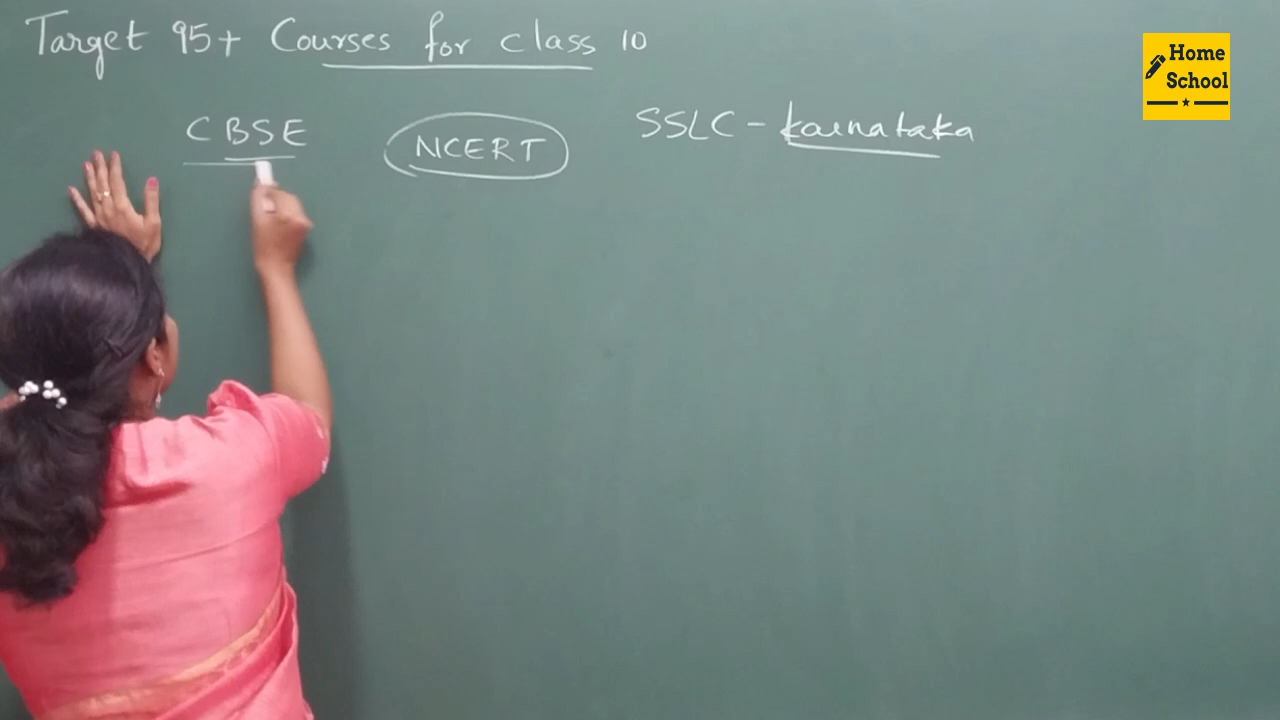 Target 95+ Courses for class 10
CBSE
NCERT
SSLC - Karnataka
Home
School